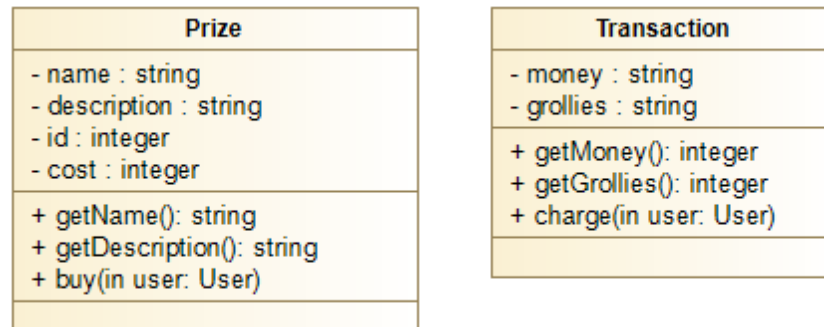 Prize
- name : string
- description : string
- id : integer
- cost : integer
+ getName(): string
+ getDescription(): string
+ buy(in user: User)
Transaction
- money : string
- grollies : string
+ getMoney(): integer
+ getGrollies(): integer
+ charge(in user: User)